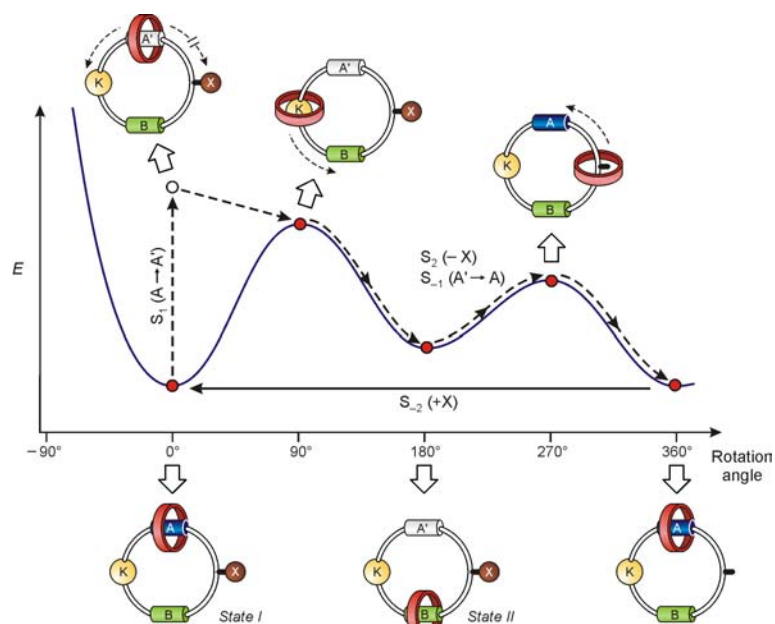 A'
K
X
B
A'
K
X
B
A
K
B
E
S₁ (A → A')
S₂ (– X)
S₋₁ (A' → A)
S₋₂ (+X)
−90°
0°
90°
180°
270°
360°
Rotation
angle
A
K
X
B
State I
A'
K
X
B
State II
A
K
B